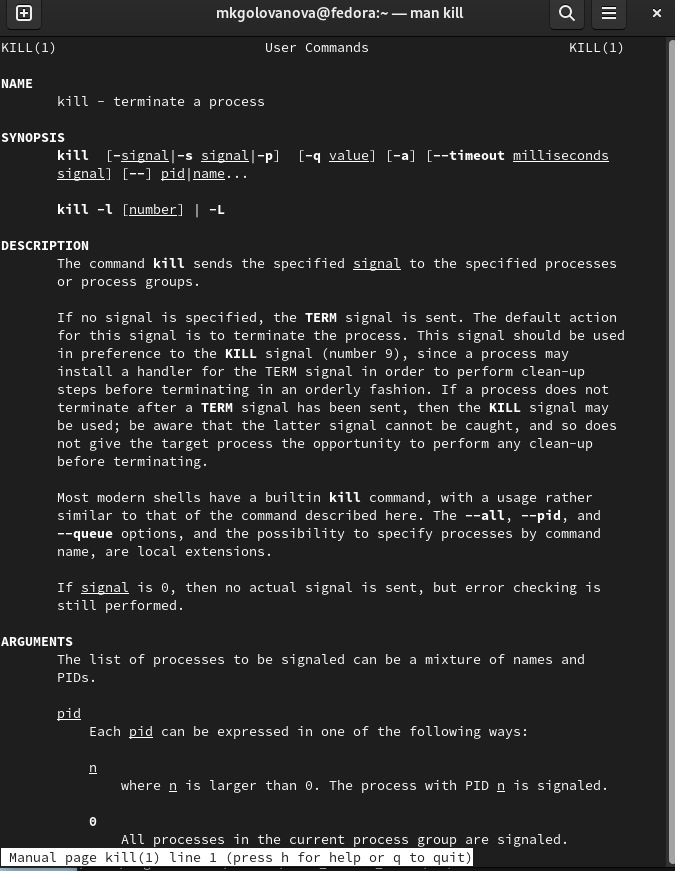 mkgolovanova@fedora:~ — man kill
KILL(1) User Commands KILL(1)
NAME
kill - terminate a process
SYNOPSIS
kill [-signal|-s signal|-p] [-q value] [-a] [--timeout milliseconds
signal] [--] pid|name...
kill -l [number] | -L
DESCRIPTION
The command kill sends the specified signal to the specified processes
or process groups.
If no signal is specified, the TERM signal is sent. The default action
for this signal is to terminate the process. This signal should be used
in preference to the KILL signal (number 9), since a process may
install a handler for the TERM signal in order to perform clean-up
steps before terminating in an orderly fashion. If a process does not
terminate after a TERM signal has been sent, then the KILL signal may
be used; be aware that the latter signal cannot be caught, and so does
not give the target process the opportunity to perform any clean-up
before terminating.
Most modern shells have a builtin kill command, with a usage rather
similar to that of the command described here. The --all, --pid, and
--queue options, and the possibility to specify processes by command
name, are local extensions.
If signal is 0, then no actual signal is sent, but error checking is
still performed.
ARGUMENTS
The list of processes to be signaled can be a mixture of names and
PIDs.
pid
Each pid can be expressed in one of the following ways:
n
where n is larger than 0. The process with PID n is signaled.
0
All processes in the current process group are signaled.
Manual page kill(1) line 1 (press h for help or q to quit)